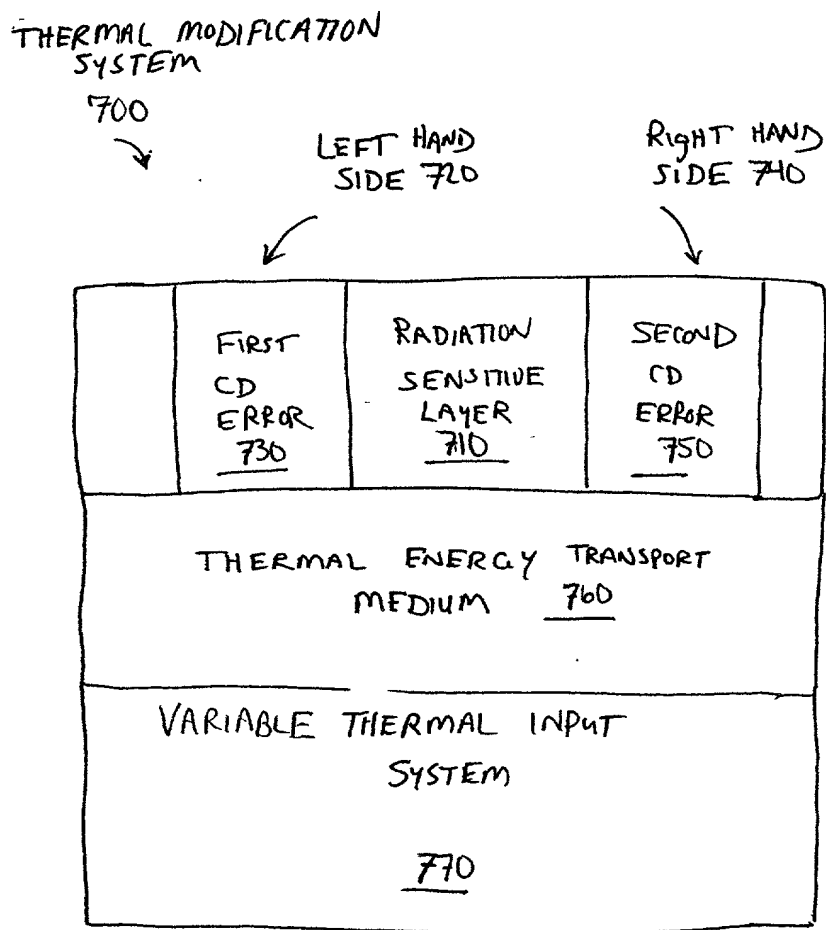 THERMAL MODIFICATION
SYSTEM
700
LEFT HAND
SIDE 720
RIGHT HAND
SIDE 740
FIRST
CD
ERROR
730
RADIATION
SENSITIVE
LAYER
710
SECOND
CD
ERROR
750
THERMAL ENERGY TRANSPORT
MEDIUM 760
VARIABLE THERMAL INPUT
SYSTEM
770